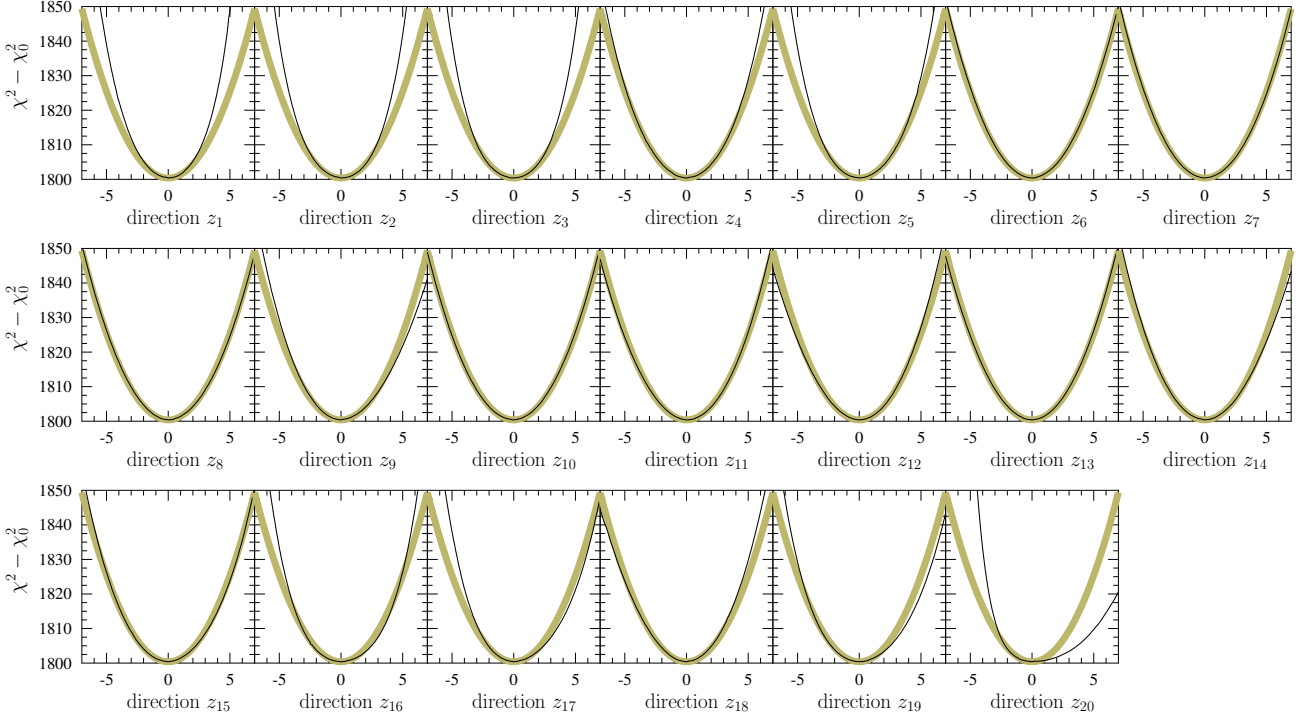 1850
1840
1830
1820
1810
1800
χ² − χ₀²
-5 0 5 -5 0 5 -5 0 5 -5 0 5 -5 0 5 -5 0 5 -5 0 5
direction z₁ direction z₂ direction z₃ direction z₄ direction z₅ direction z₆ direction z₇
1850
1840
1830
1820
1810
1800
χ² − χ₀²
-5 0 5 -5 0 5 -5 0 5 -5 0 5 -5 0 5 -5 0 5 -5 0 5
direction z₈ direction z₉ direction z₁₀ direction z₁₁ direction z₁₂ direction z₁₃ direction z₁₄
1850
1840
1830
1820
1810
1800
χ² − χ₀²
-5 0 5 -5 0 5 -5 0 5 -5 0 5 -5 0 5 -5 0 5
direction z₁₅ direction z₁₆ direction z₁₇ direction z₁₈ direction z₁₉ direction z₂₀